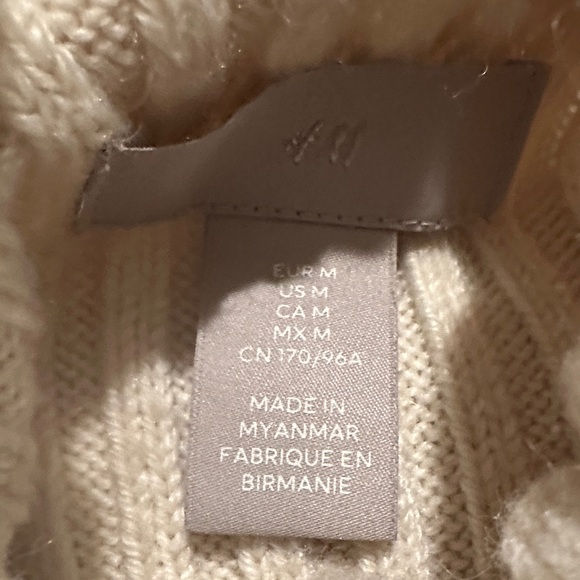 EUR M
US M
CA M
MX M
CN 170/96A
MADE IN
MYANMAR
FABRIQUE EN
BIRMANIE